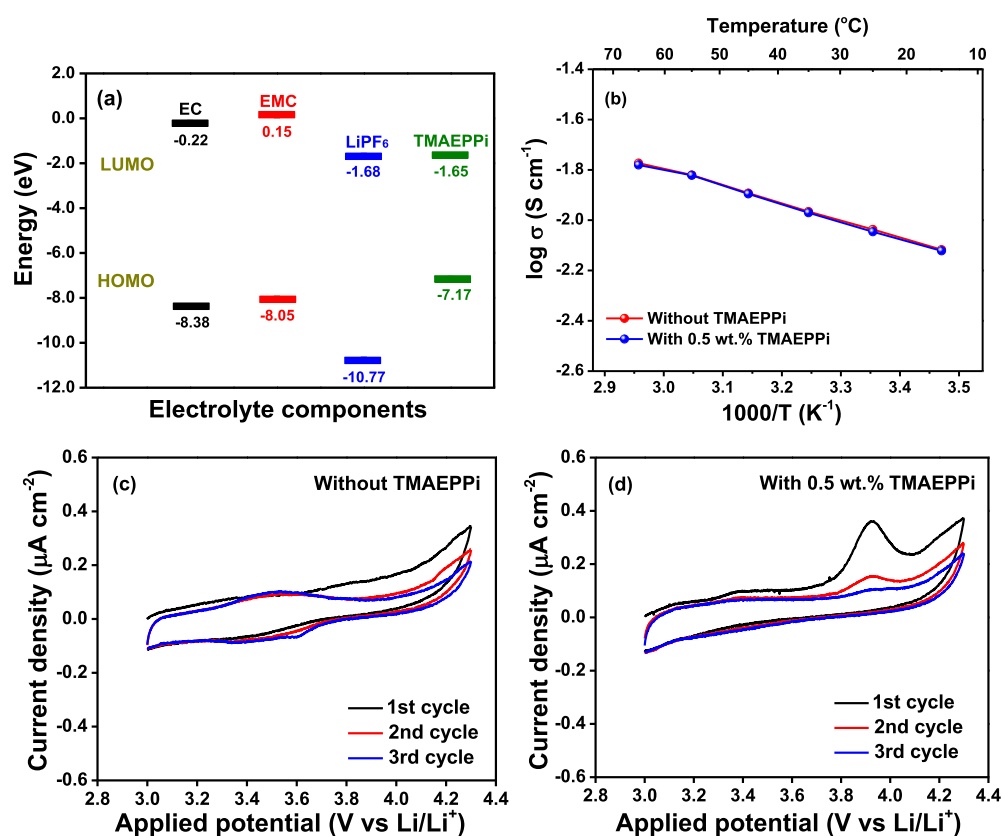 (a)
2.0
0.0
-2.0
-4.0
-6.0
-8.0
-10.0
-12.0
Energy (eV)
EC
-0.22
EMC
0.15
LiPF6
-1.68
TMAEPPi
-1.65
LUMO
HOMO
-8.38
-8.05
-10.77
-7.17
Electrolyte components
Temperature (oC)
70 60 50 40 30 20 10
(b)
-1.4
-1.6
-1.8
-2.0
-2.2
-2.4
-2.6
log σ (S cm-1)
Without TMAEPPi
With 0.5 wt.% TMAEPPi
2.9 3.0 3.1 3.2 3.3 3.4 3.5
1000/T (K-1)
(c)
Without TMAEPPi
0.6
0.4
0.2
0.0
-0.2
-0.4
-0.6
Current density (μA cm-2)
1st cycle
2nd cycle
3rd cycle
2.8 3.0 3.2 3.4 3.6 3.8 4.0 4.2 4.4
Applied potential (V vs Li/Li+)
(d)
With 0.5 wt.% TMAEPPi
0.6
0.4
0.2
0.0
-0.2
-0.4
-0.6
Current density (μA cm-2)
1st cycle
2nd cycle
3rd cycle
2.8 3.0 3.2 3.4 3.6 3.8 4.0 4.2 4.4
Applied potential (V vs Li/Li+)